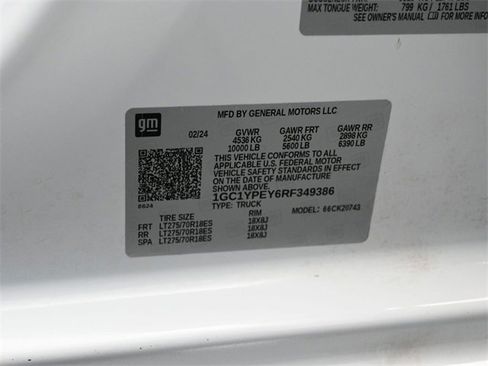 MAX TONGUE WEIGHT: 799 KG / 1761 LBS
SEE OWNER'S MANUAL FOR MORE INFO
gm
MFD BY GENERAL MOTORS LLC
02/24 GVWR GAWR FRT GAWR RR
4536 KG 2540 KG 2898 KG
10000 LB 5600 LB 6390 LB
THIS VEHICLE CONFORMS TO ALL
APPLICABLE U.S. FEDERAL MOTOR
VEHICLE SAFETY STANDARDS IN EFFECT
ON THE DATE OF MANUFACTURE SHOWN ABOVE.
1GC1YPEY6RF349386
TYPE: TRUCK
MODEL: 66CK20743
TIRE SIZE RIM
FRT LT275/70R18ES 18X8J
RR LT275/70R18ES 18X8J
SPA LT275/70R18ES 18X8J